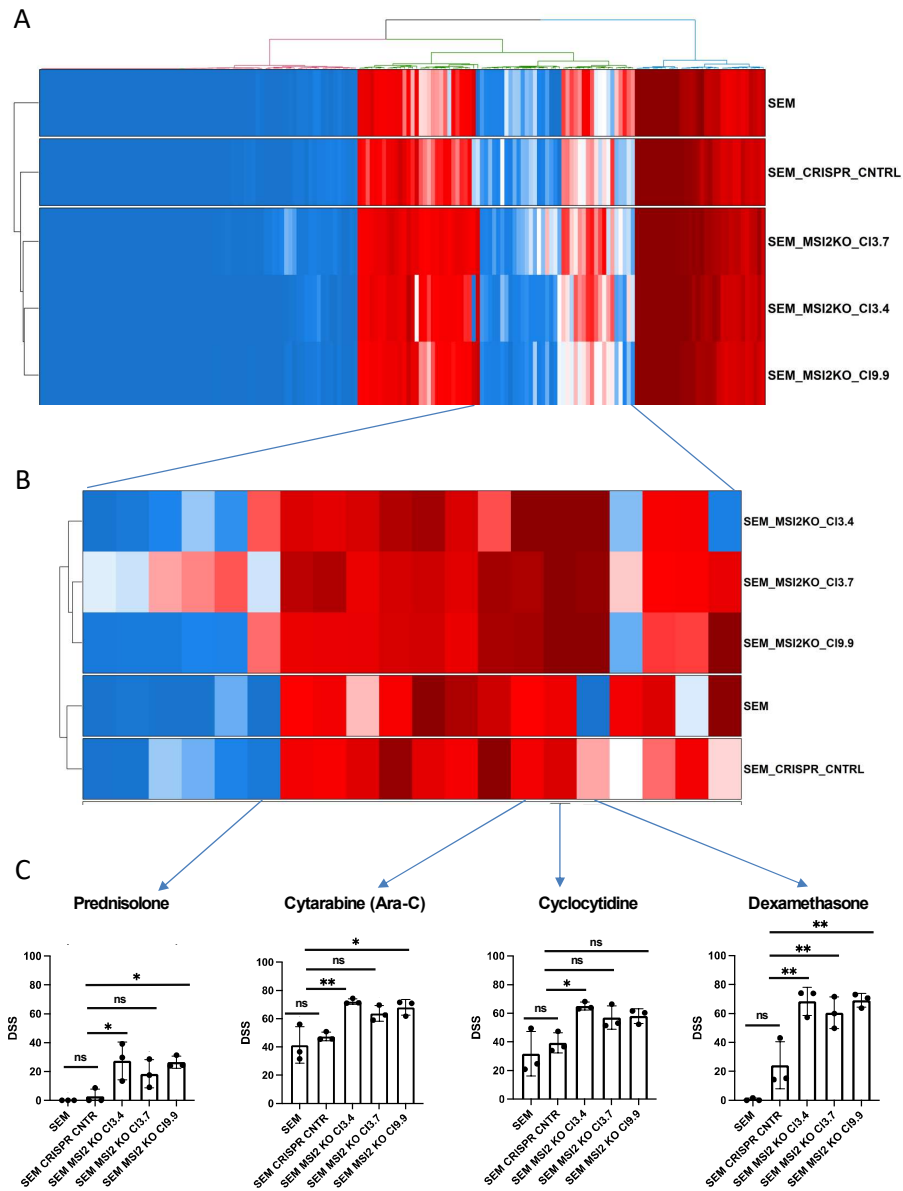 A
SEM
SEM_CRISPR_CNTRL
SEM_MSI2KO_Cl3.7
SEM_MSI2KO_Cl3.4
SEM_MSI2KO_Cl9.9
B
SEM_MSI2KO_Cl3.4
SEM_MSI2KO_Cl3.7
SEM_MSI2KO_Cl9.9
SEM
SEM_CRISPR_CNTRL
C
Prednisolone
DSS
100
80
60
40
20
0
ns
*
ns
*
SEM
SEM CRISPR CNTR
SEM MSI2 KO Cl3.4
SEM MSI2 KO Cl3.7
SEM MSI2 KO Cl9.9
Cytarabine (Ara-C)
DSS
100
80
60
40
20
0
ns
**
ns
*
SEM
SEM CRISPR CNTR
SEM MSI2 KO Cl3.4
SEM MSI2 KO Cl3.7
SEM MSI2 KO Cl9.9
Cyclocytidine
DSS
100
80
60
40
20
0
ns
*
ns
ns
SEM
SEM CRISPR CNTR
SEM MSI2 KO Cl3.4
SEM MSI2 KO Cl3.7
SEM MSI2 KO Cl9.9
Dexamethasone
DSS
100
80
60
40
20
0
ns
**
**
**
SEM
SEM CRISPR CNTR
SEM MSI2 KO Cl3.4
SEM MSI2 KO Cl3.7
SEM MSI2 KO Cl9.9